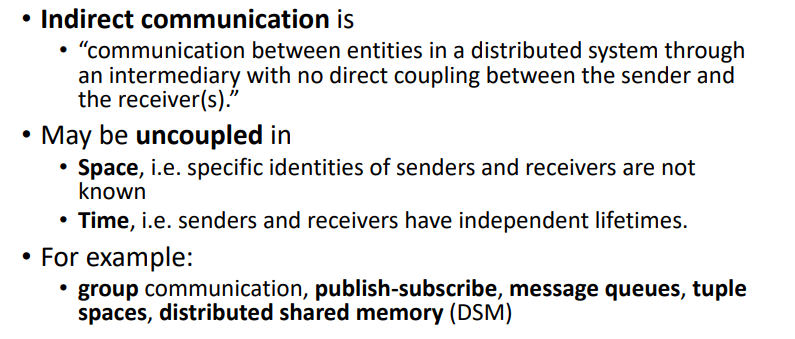 • Indirect communication is
• “communication between entities in a distributed system through
an intermediary with no direct coupling between the sender and
the receiver(s).”
• May be uncoupled in
• Space, i.e. specific identities of senders and receivers are not
known
• Time, i.e. senders and receivers have independent lifetimes.
• For example:
• group communication, publish-subscribe, message queues, tuple
spaces, distributed shared memory (DSM)